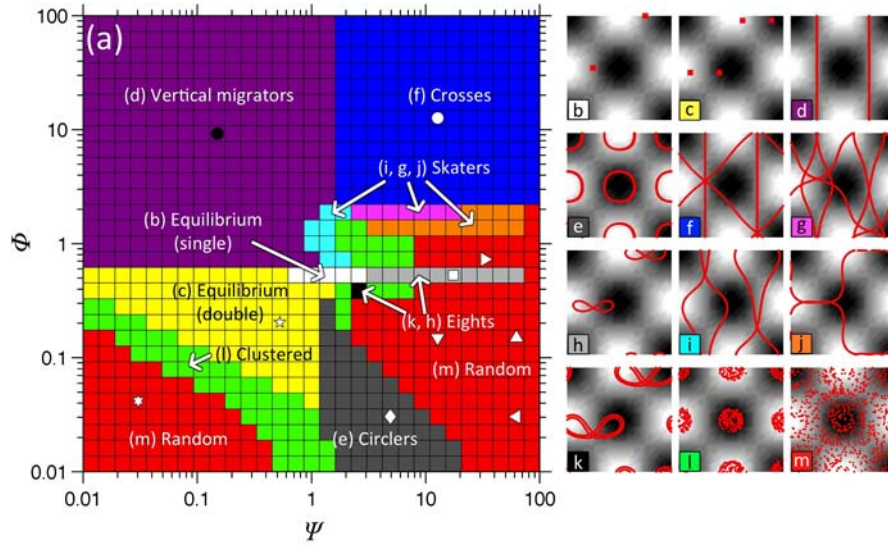 (a)
100
10
1
0.1
0.01
Φ
(d) Vertical migrators
(f) Crosses
(i, g, j) Skaters
(b) Equilibrium
(single)
(c) Equilibrium
(double)
(k, h) Eights
(l) Clustered
(m) Random
(m) Random
(e) Circlers
0.01
0.1
1
10
100
Ψ
b
c
d
e
f
g
h
i
j
k
l
m